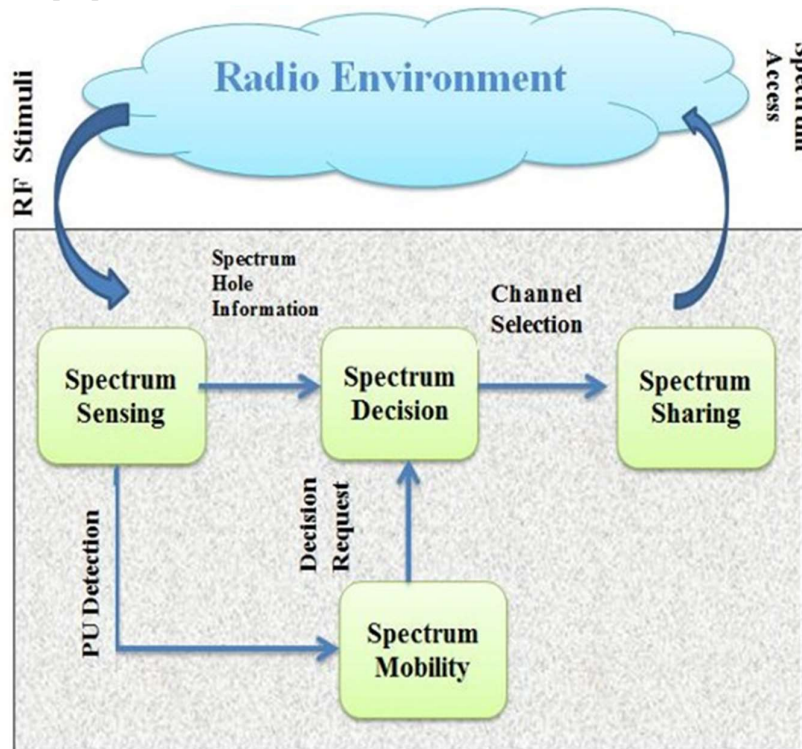 Radio Environment
RF Stimuli
Spectrum
Access
Spectrum
Hole
Information
Channel
Selection
Spectrum
Sensing
Spectrum
Decision
Spectrum
Sharing
PU Detection
Decision
Request
Spectrum
Mobility